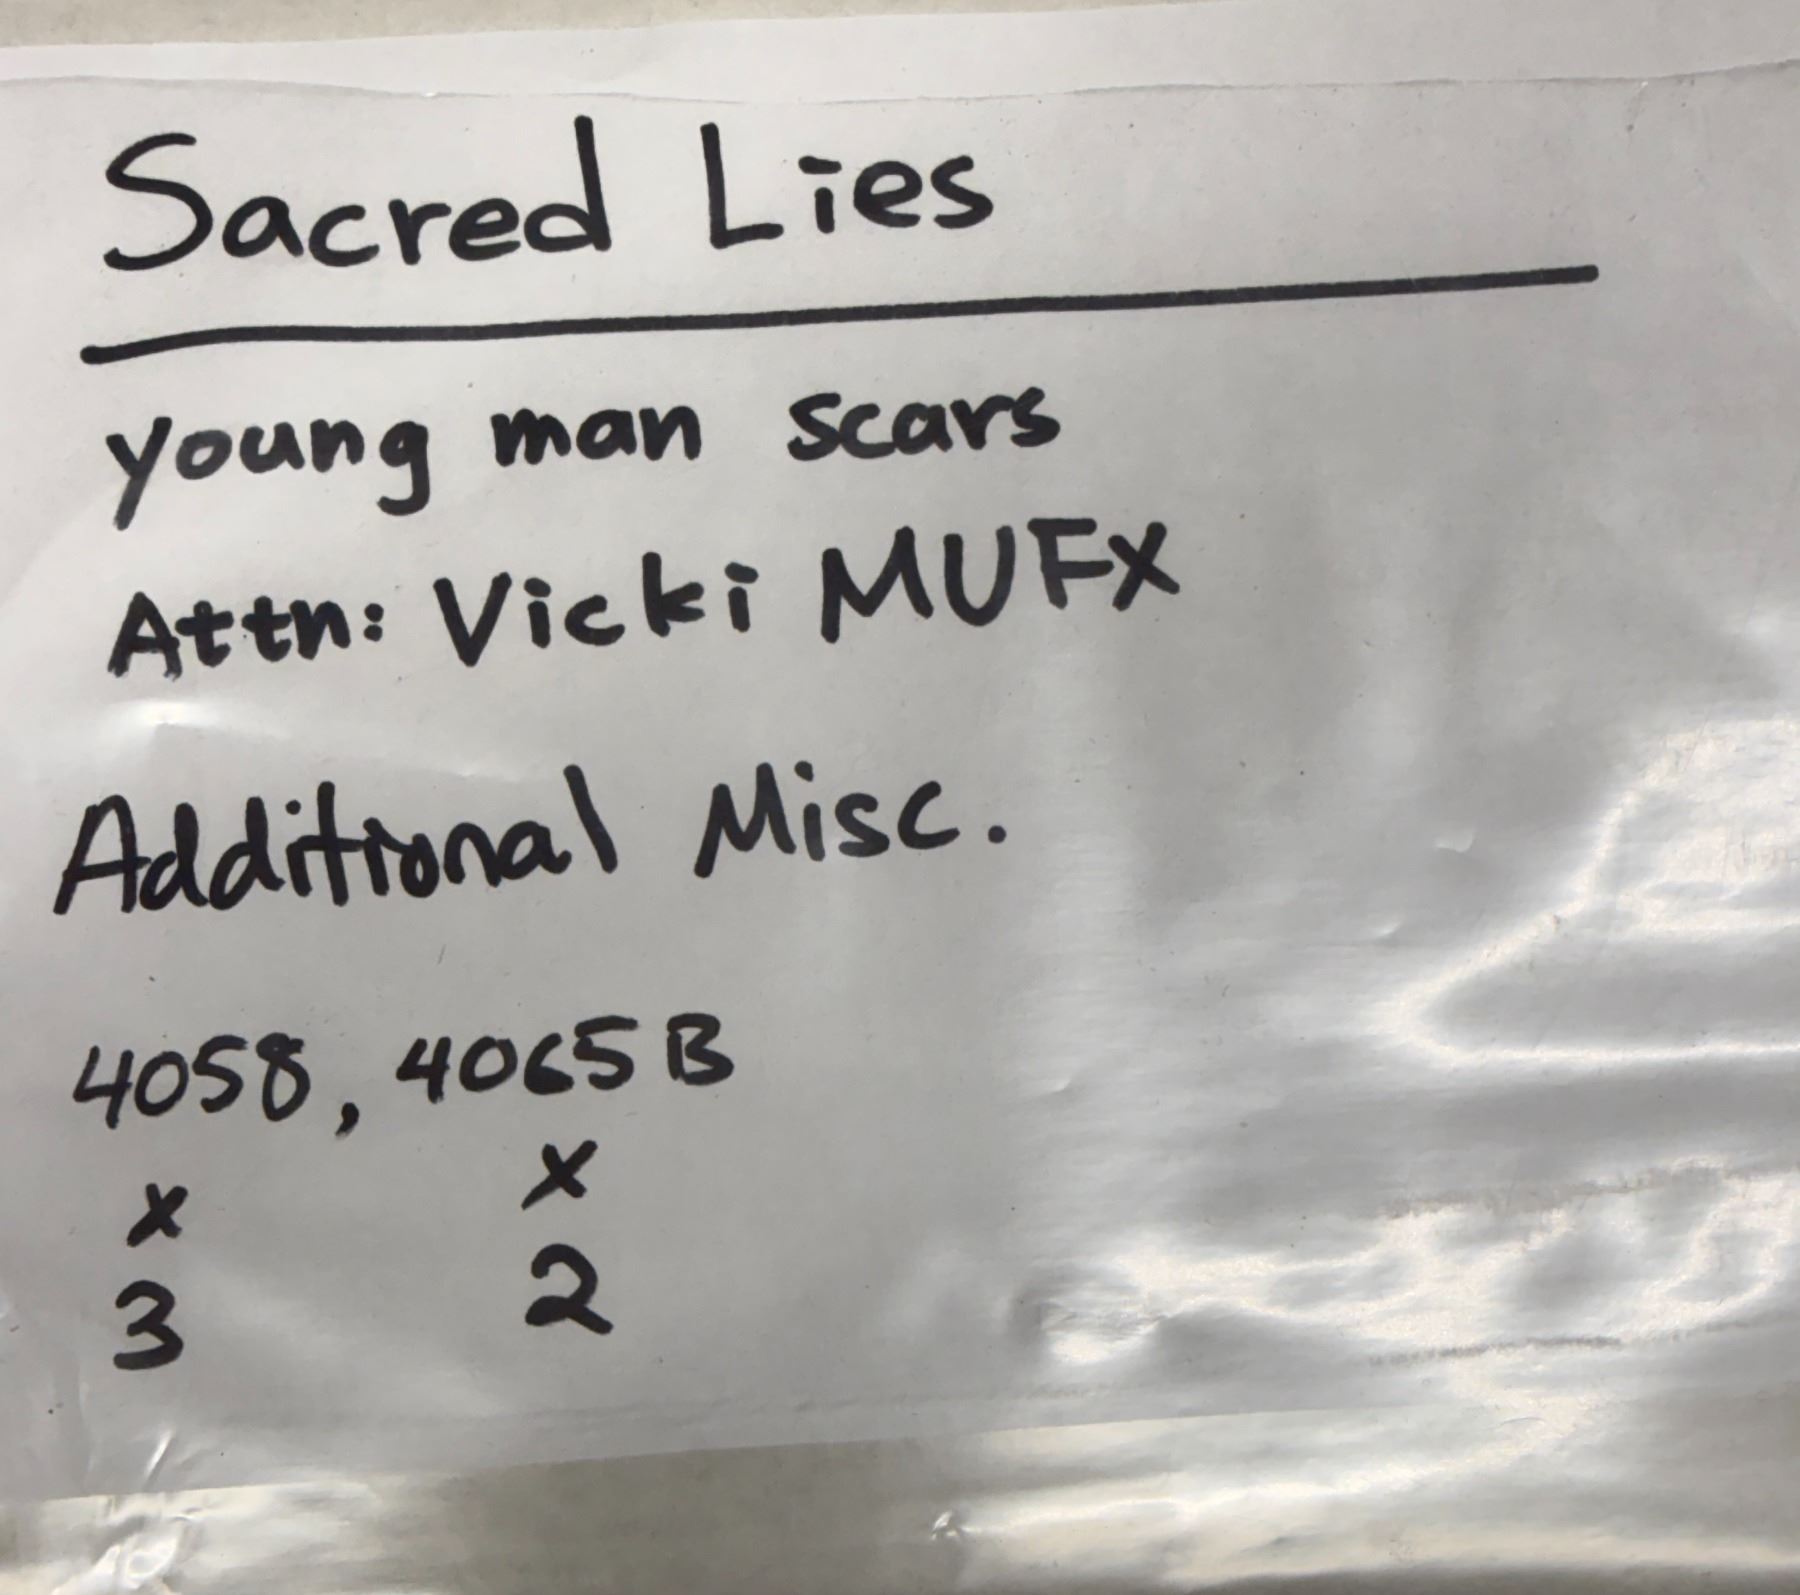 Sacred Lies
young man scars
Attn: Vicki MUFX
Additional Misc.
4058, 4065B
x x
3 2